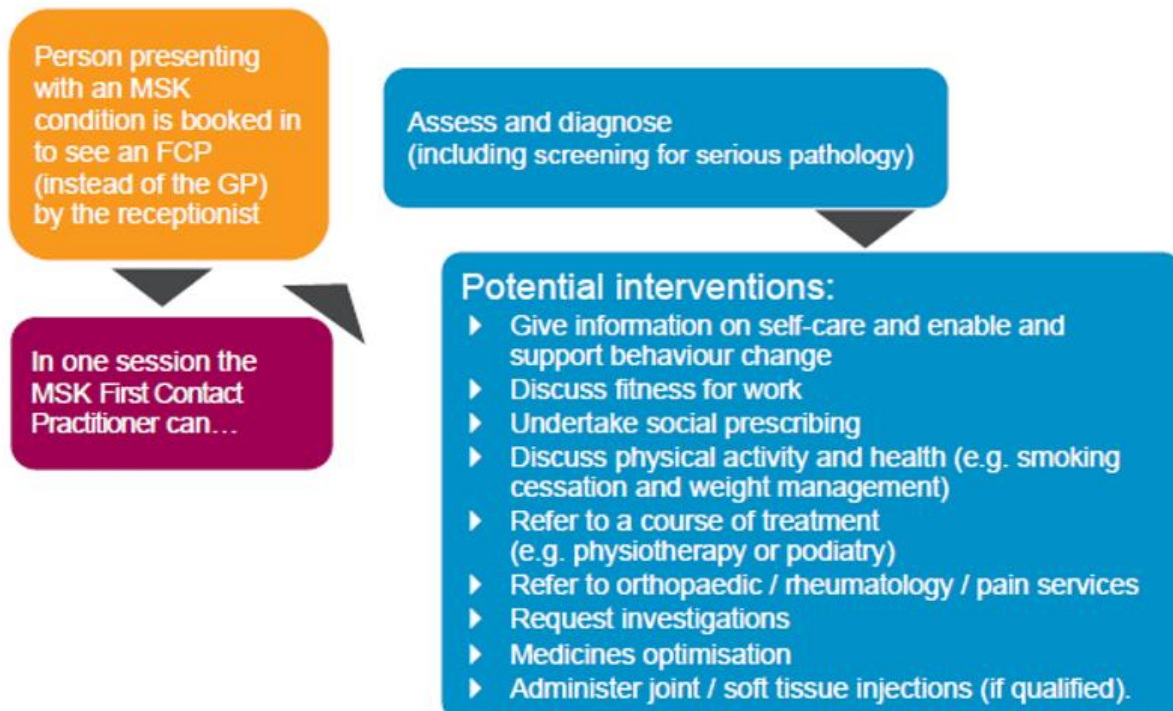 Person presenting
with an MSK
condition is booked in
to see an FCP
(instead of the GP)
by the receptionist
In one session the
MSK First Contact
Practitioner can…
Assess and diagnose
(including screening for serious pathology)
Potential interventions:
Give information on self-care and enable and
support behaviour change
Discuss fitness for work
Undertake social prescribing
Discuss physical activity and health (e.g. smoking
cessation and weight management)
Refer to a course of treatment
(e.g. physiotherapy or podiatry)
Refer to orthopaedic / rheumatology / pain services
Request investigations
Medicines optimisation
Administer joint / soft tissue injections (if qualified).